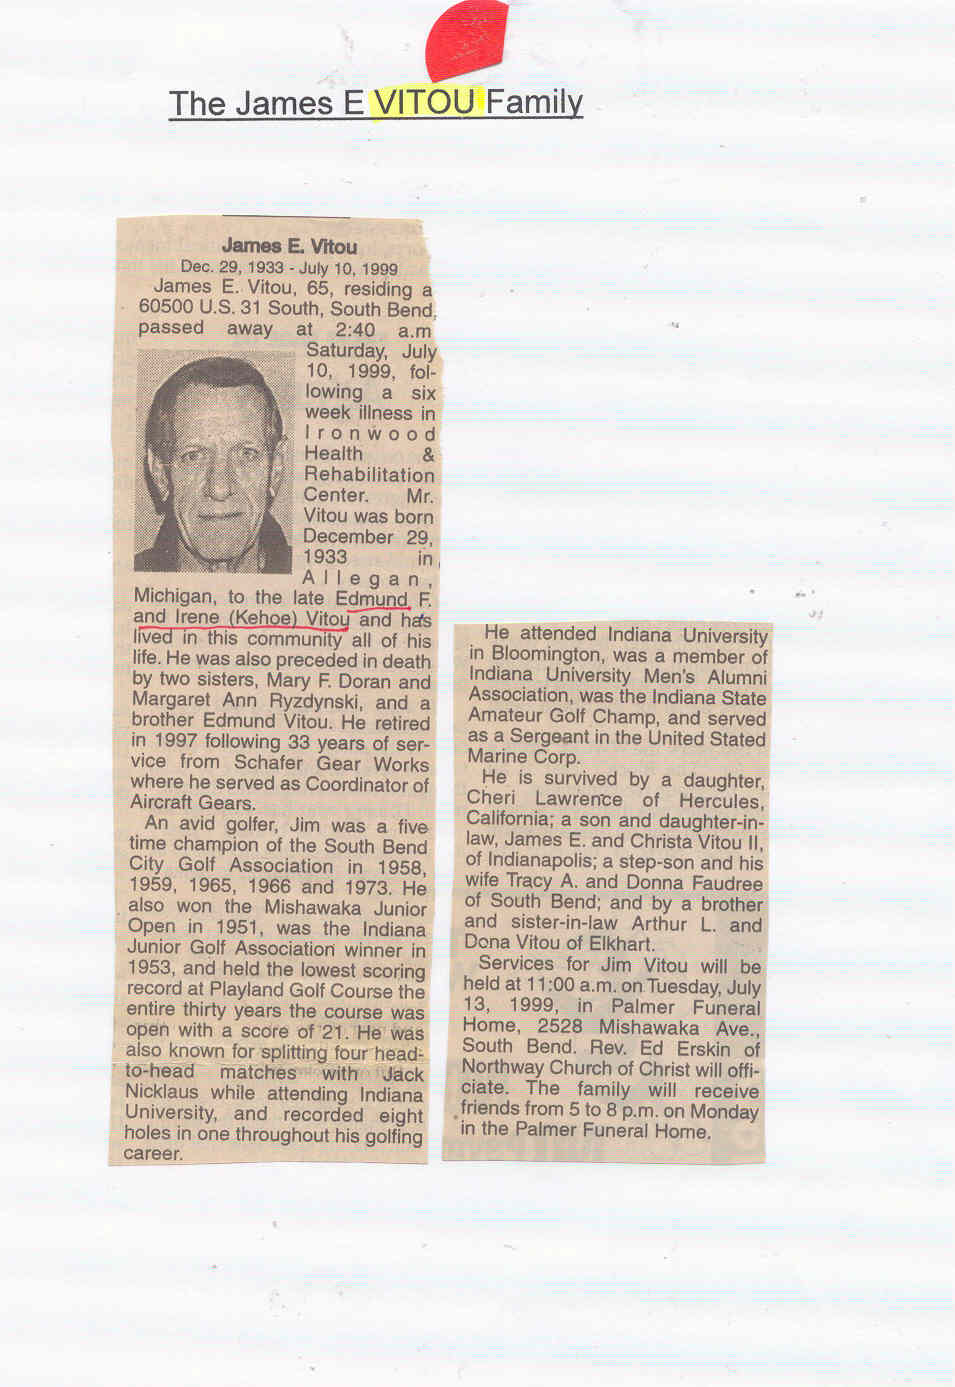 The James E VITOU Family
James E. Vitou
Dec. 29, 1933 - July 10, 1999
James E. Vitou, 65, residing a
60500 U.S. 31 South, South Bend,
passed away at 2:40 a.m
Saturday, July
10, 1999, fol-
lowing a six
week illness in
Ironwood
Health &
Rehabilitation
Center. Mr.
Vitou was born
December 29,
1933 in
Allegan,
Michigan, to the late Edmund F.
and Irene (Kehoe) Vitou and has
lived in this community all of his
life. He was also preceded in death
by two sisters, Mary F. Doran and
Margaret Ann Ryzdynski, and a
brother Edmund Vitou. He retired
in 1997 following 33 years of ser-
vice from Schafer Gear Works
where he served as Coordinator of
Aircraft Gears.
An avid golfer, Jim was a five
time champion of the South Bend
City Golf Association in 1958,
1959, 1965, 1966 and 1973. He
also won the Mishawaka Junior
Open in 1951, was the Indiana
Junior Golf Association winner in
1953, and held the lowest scoring
record at Playland Golf Course the
entire thirty years the course was
open with a score of 21. He was
also known for splitting four head-
to-head matches with Jack
Nicklaus while attending Indiana
University, and recorded eight
holes in one throughout his golfing
career.
He attended Indiana University
in Bloomington, was a member of
Indiana University Men's Alumni
Association, was the Indiana State
Amateur Golf Champ, and served
as a Sergeant in the United Stated
Marine Corp.
He is survived by a daughter,
Cheri Lawrence of Hercules,
California; a son and daughter-in-
law, James E. and Christa Vitou II,
of Indianapolis; a step-son and his
wife Tracy A. and Donna Faudree
of South Bend; and by a brother
and sister-in-law Arthur L. and
Dona Vitou of Elkhart.
Services for Jim Vitou will be
held at 11:00 a.m. on Tuesday, July
13, 1999, in Palmer Funeral
Home, 2528 Mishawaka Ave.,
South Bend. Rev. Ed Erskin of
Northway Church of Christ will offi-
ciate. The family will receive
friends from 5 to 8 p.m. on Monday
in the Palmer Funeral Home.